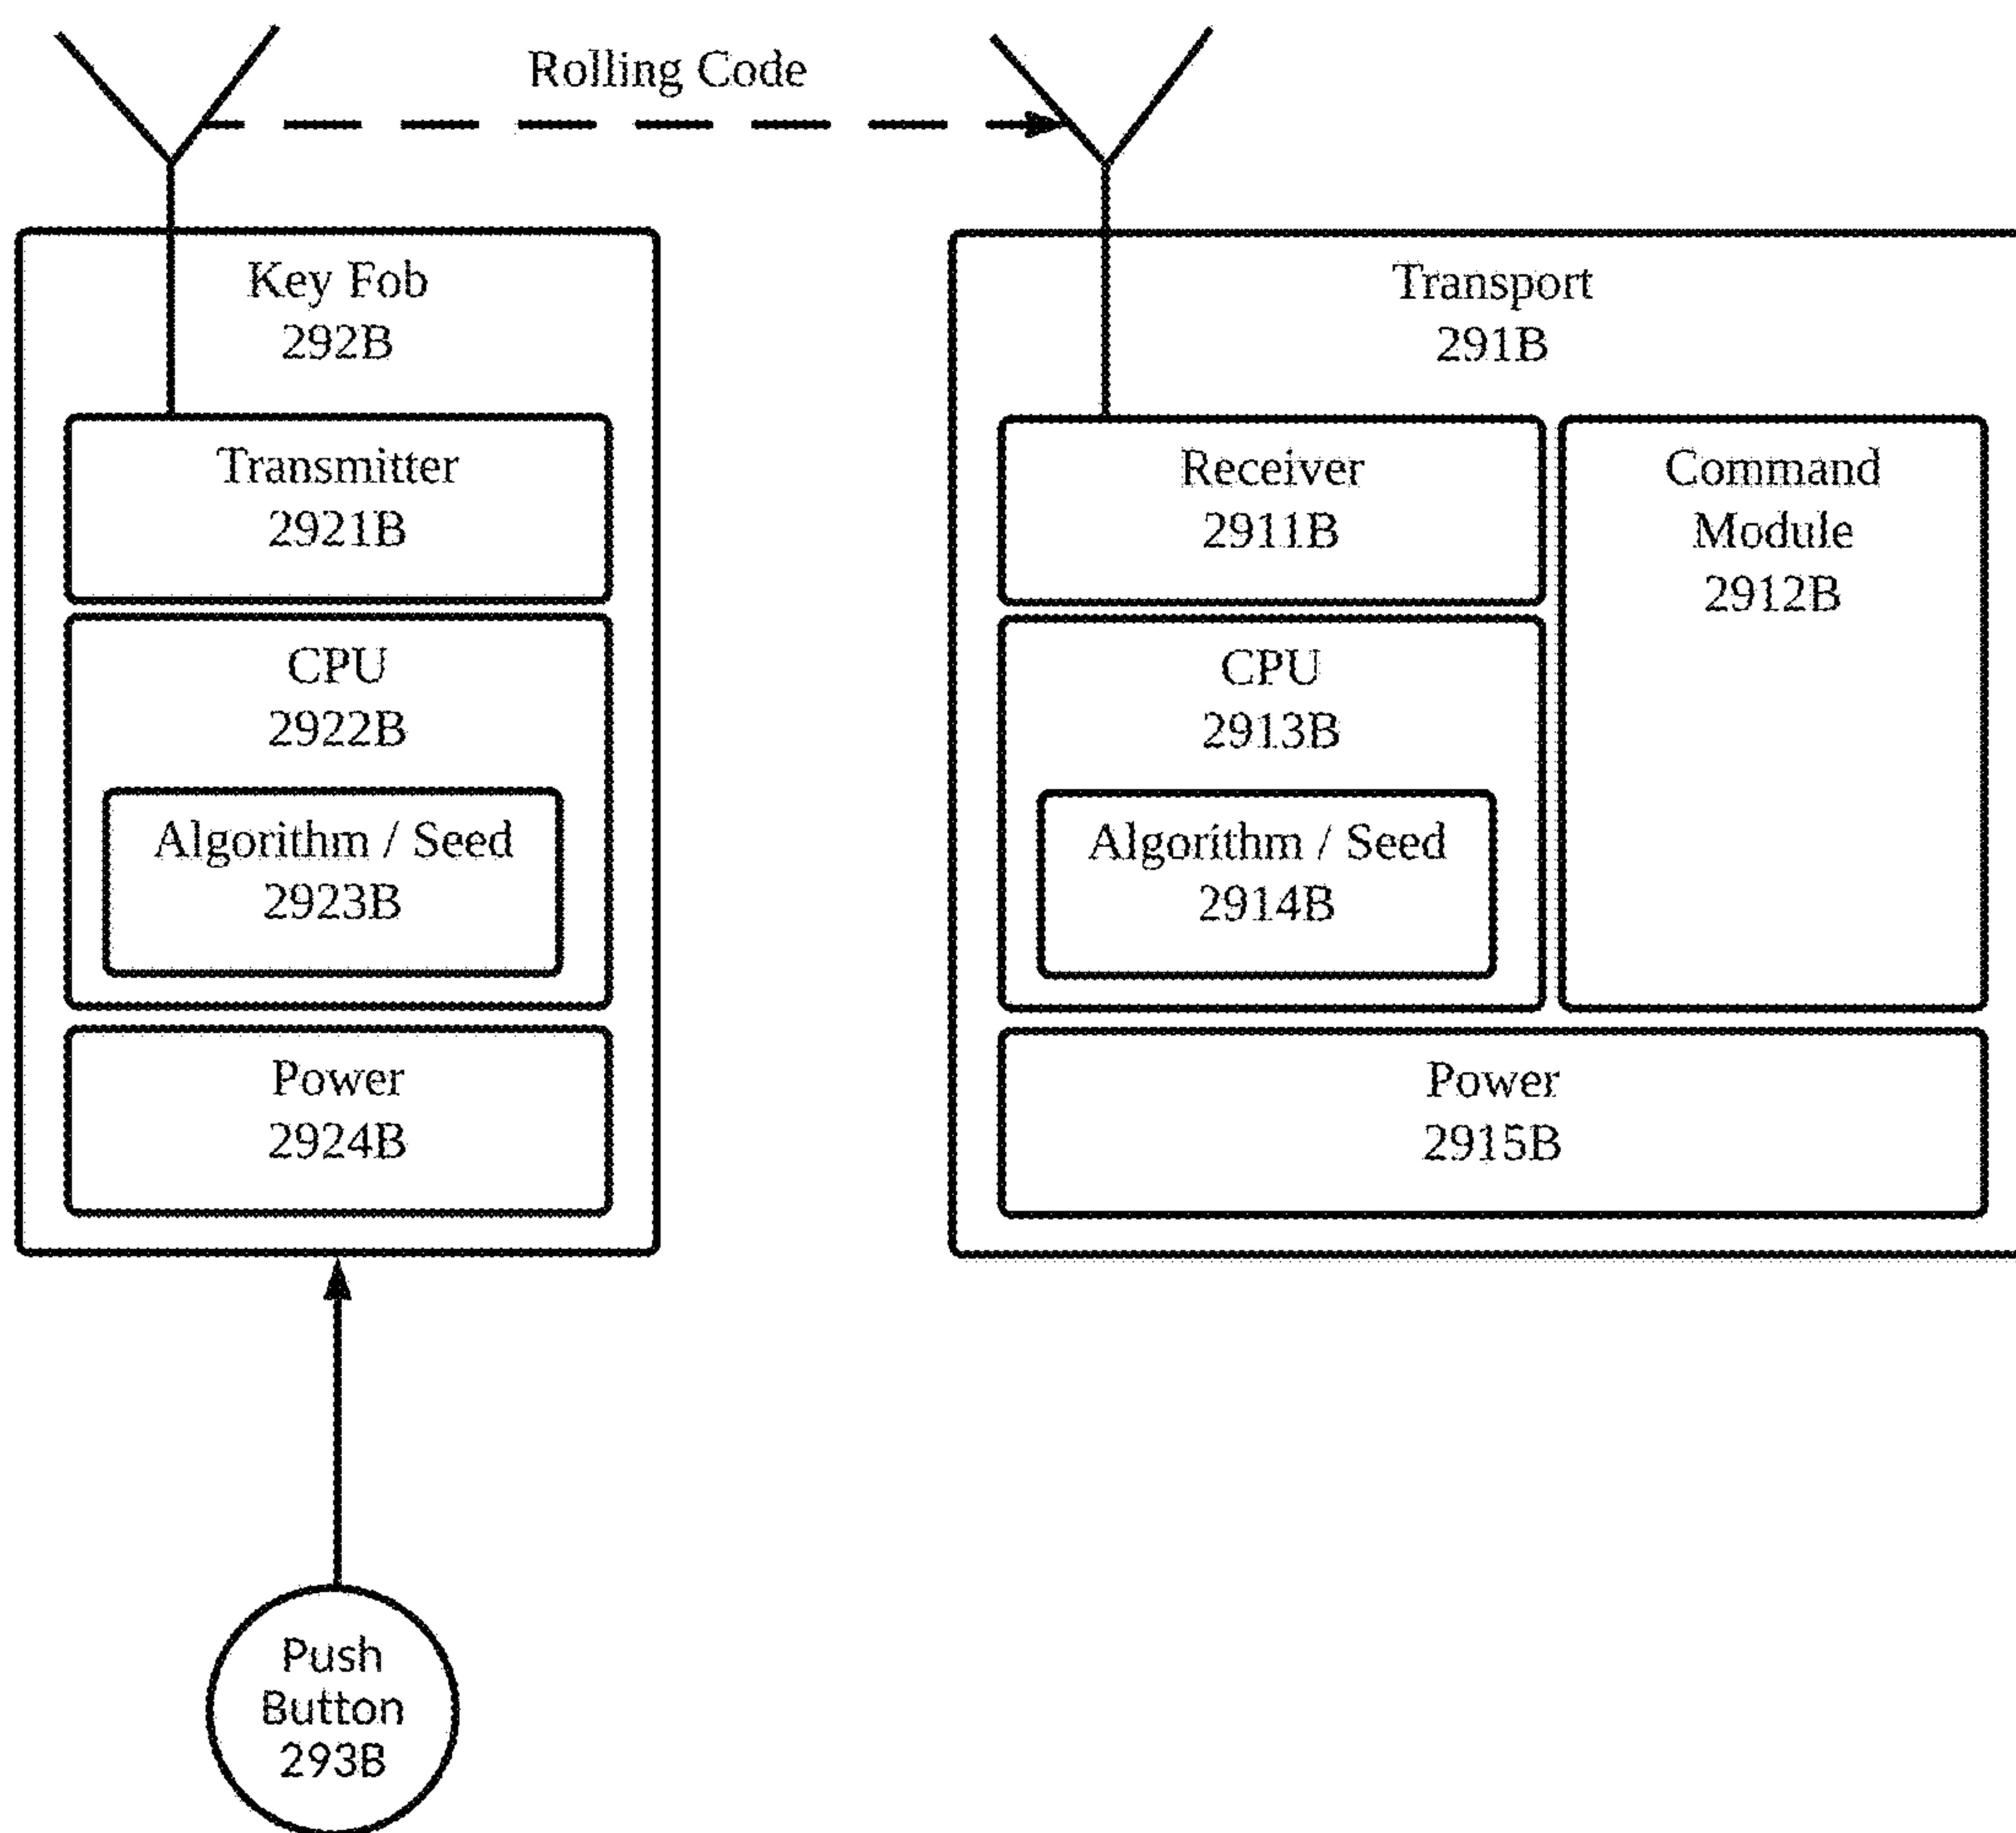 Rolling Code
Key Fob
292B
Transmitter
2921B
CPU
2922B
Algorithm / Seed
2923B
Power
2924B
Push
Button
293B
Transport
291B
Receiver
2911B
Command
Module
2912B
CPU
2913B
Algorithm / Seed
2914B
Power
2915B